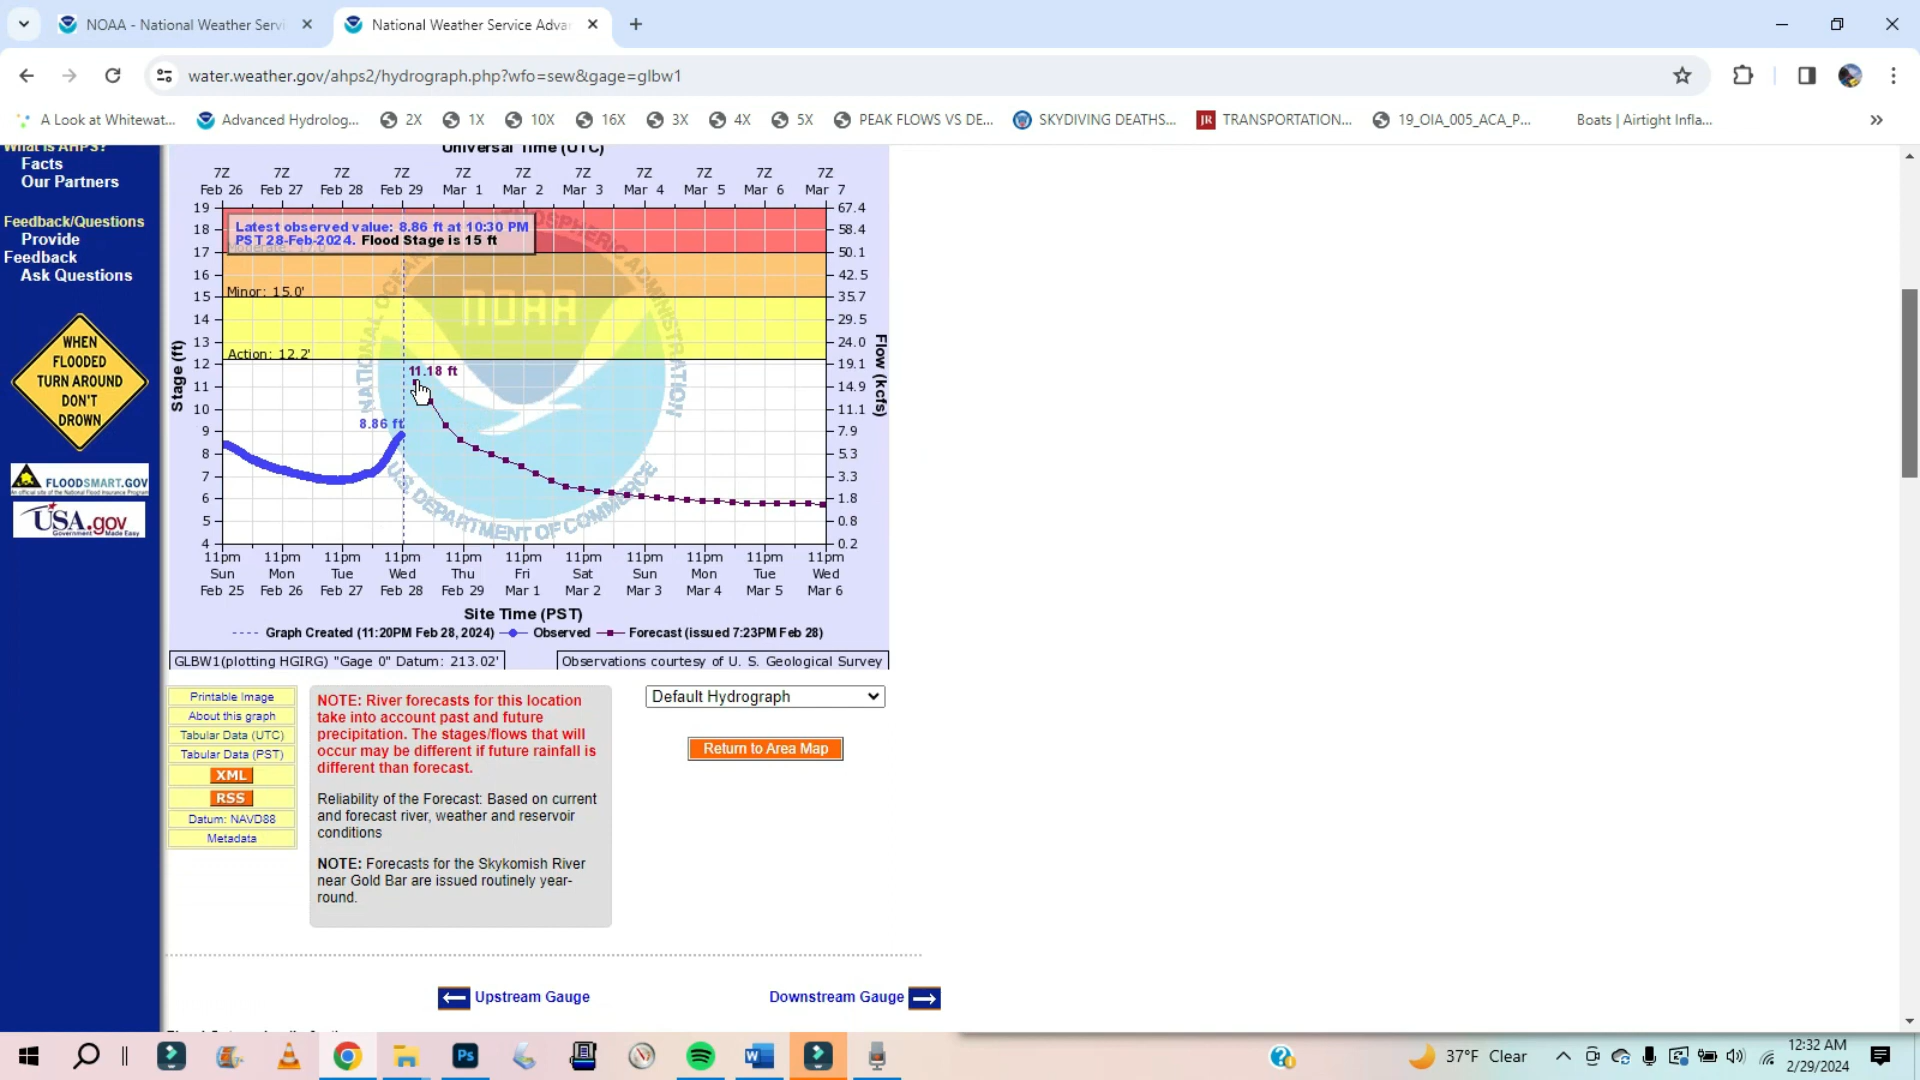 NOAA - National Weather Servi
National Weather Service Adva
water.weather.gov/ahps2/hydrograph.php?wfo=sew&gage=glbw1
A Look at Whitewat...
Advanced Hydrolog...
2X
1X
10X
16X
3X
4X
5X
PEAK FLOWS VS DE...
SKYDIVING DEATHS...
JR TRANSPORTATION...
19_OIA_005_ACA_P...
Boats | Airtight Infla...
»
What is AHPS?
Facts
Our Partners
Feedback/Questions
Provide
Feedback
Ask Questions
WHEN
FLOODED
TURN AROUND
DON'T
DROWN
FLOODSMART.GOV
USA.gov
Government Made Easy
Universal Time (UTC)
7Z 7Z 7Z 7Z 7Z 7Z 7Z 7Z 7Z 7Z 7Z
Feb 26 Feb 27 Feb 28 Feb 29 Mar 1 Mar 2 Mar 3 Mar 4 Mar 5 Mar 6 Mar 7
Latest observed value: 8.86 ft at 10:30 PM
PST 28-Feb-2024. Flood Stage is 15 ft
Minor: 15.0'
Action: 12.2'
11.18 ft
8.86 ft
Stage (ft)
19
18
17
16
15
14
13
12
11
10
9
8
7
6
5
4
67.4
58.4
50.1
42.5
35.7
29.5
24.0
19.1
14.9
11.1
7.9
5.3
3.3
1.8
0.8
0.2
Flow (kcfs)
NOAA
NATIONAL OCEANIC AND ATMOSPHERIC ADMINISTRATION
U.S. DEPARTMENT OF COMMERCE
11pm 11pm 11pm 11pm 11pm 11pm 11pm 11pm 11pm 11pm 11pm
Sun Mon Tue Wed Thu Fri Sat Sun Mon Tue Wed
Feb 25 Feb 26 Feb 27 Feb 28 Feb 29 Mar 1 Mar 2 Mar 3 Mar 4 Mar 5 Mar 6
Site Time (PST)
Graph Created (11:20PM Feb 28, 2024) Observed Forecast (issued 7:23PM Feb 28)
GLBW1(plotting HGIRG) "Gage 0" Datum: 213.02'
Observations courtesy of U. S. Geological Survey
Printable Image
About this graph
Tabular Data (UTC)
Tabular Data (PST)
XML
RSS
Datum: NAVD88
Metadata
NOTE: River forecasts for this location
take into account past and future
precipitation. The stages/flows that will
occur may be different if future rainfall is
different than forecast.
Reliability of the Forecast: Based on current
and forecast river, weather and reservoir
conditions
NOTE: Forecasts for the Skykomish River
near Gold Bar are issued routinely year-
round.
Default Hydrograph
Return to Area Map
Upstream Gauge
Downstream Gauge
Ps
W
37°F Clear
12:32 AM
2/29/2024